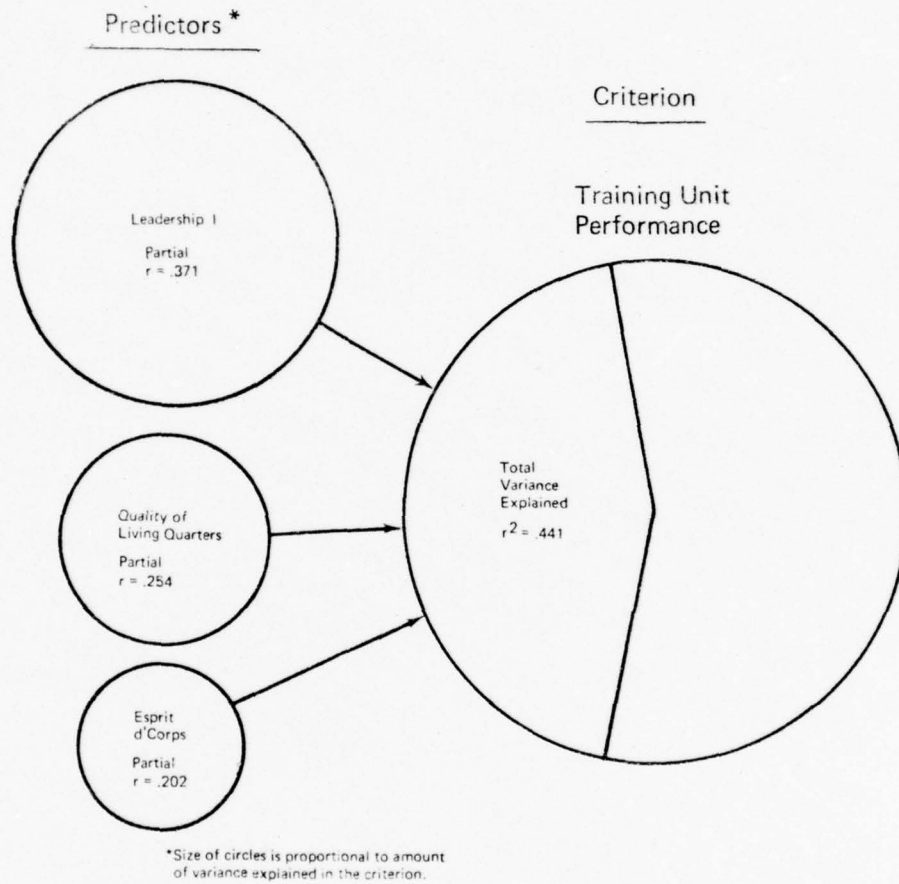 Predictors *
Leadership I
Partial
r = .371
Quality of
Living Quarters
Partial
r = .254
Esprit
d'Corps
Partial
r = .202
Criterion
Training Unit
Performance
Total
Variance
Explained
r² = .441
*Size of circles is proportional to amount
of variance explained in the criterion.